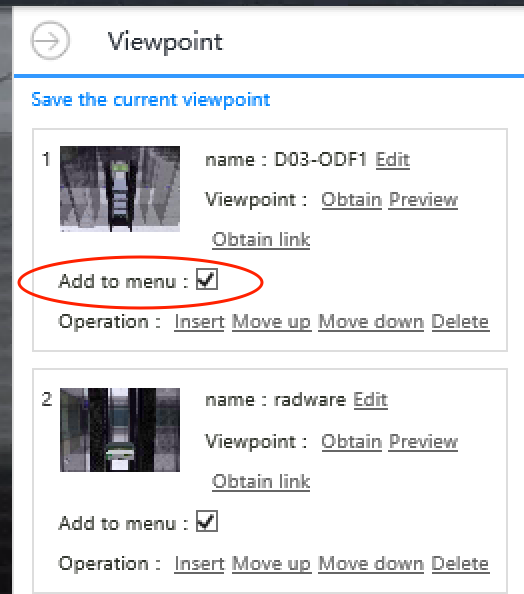 Viewpoint
Save the current viewpoint
1
name : D03-ODF1 Edit
Viewpoint : Obtain Preview
Obtain link
Add to menu :
Operation : Insert Move up Move down Delete
2
name : radware Edit
Viewpoint : Obtain Preview
Obtain link
Add to menu :
Operation : Insert Move up Move down Delete